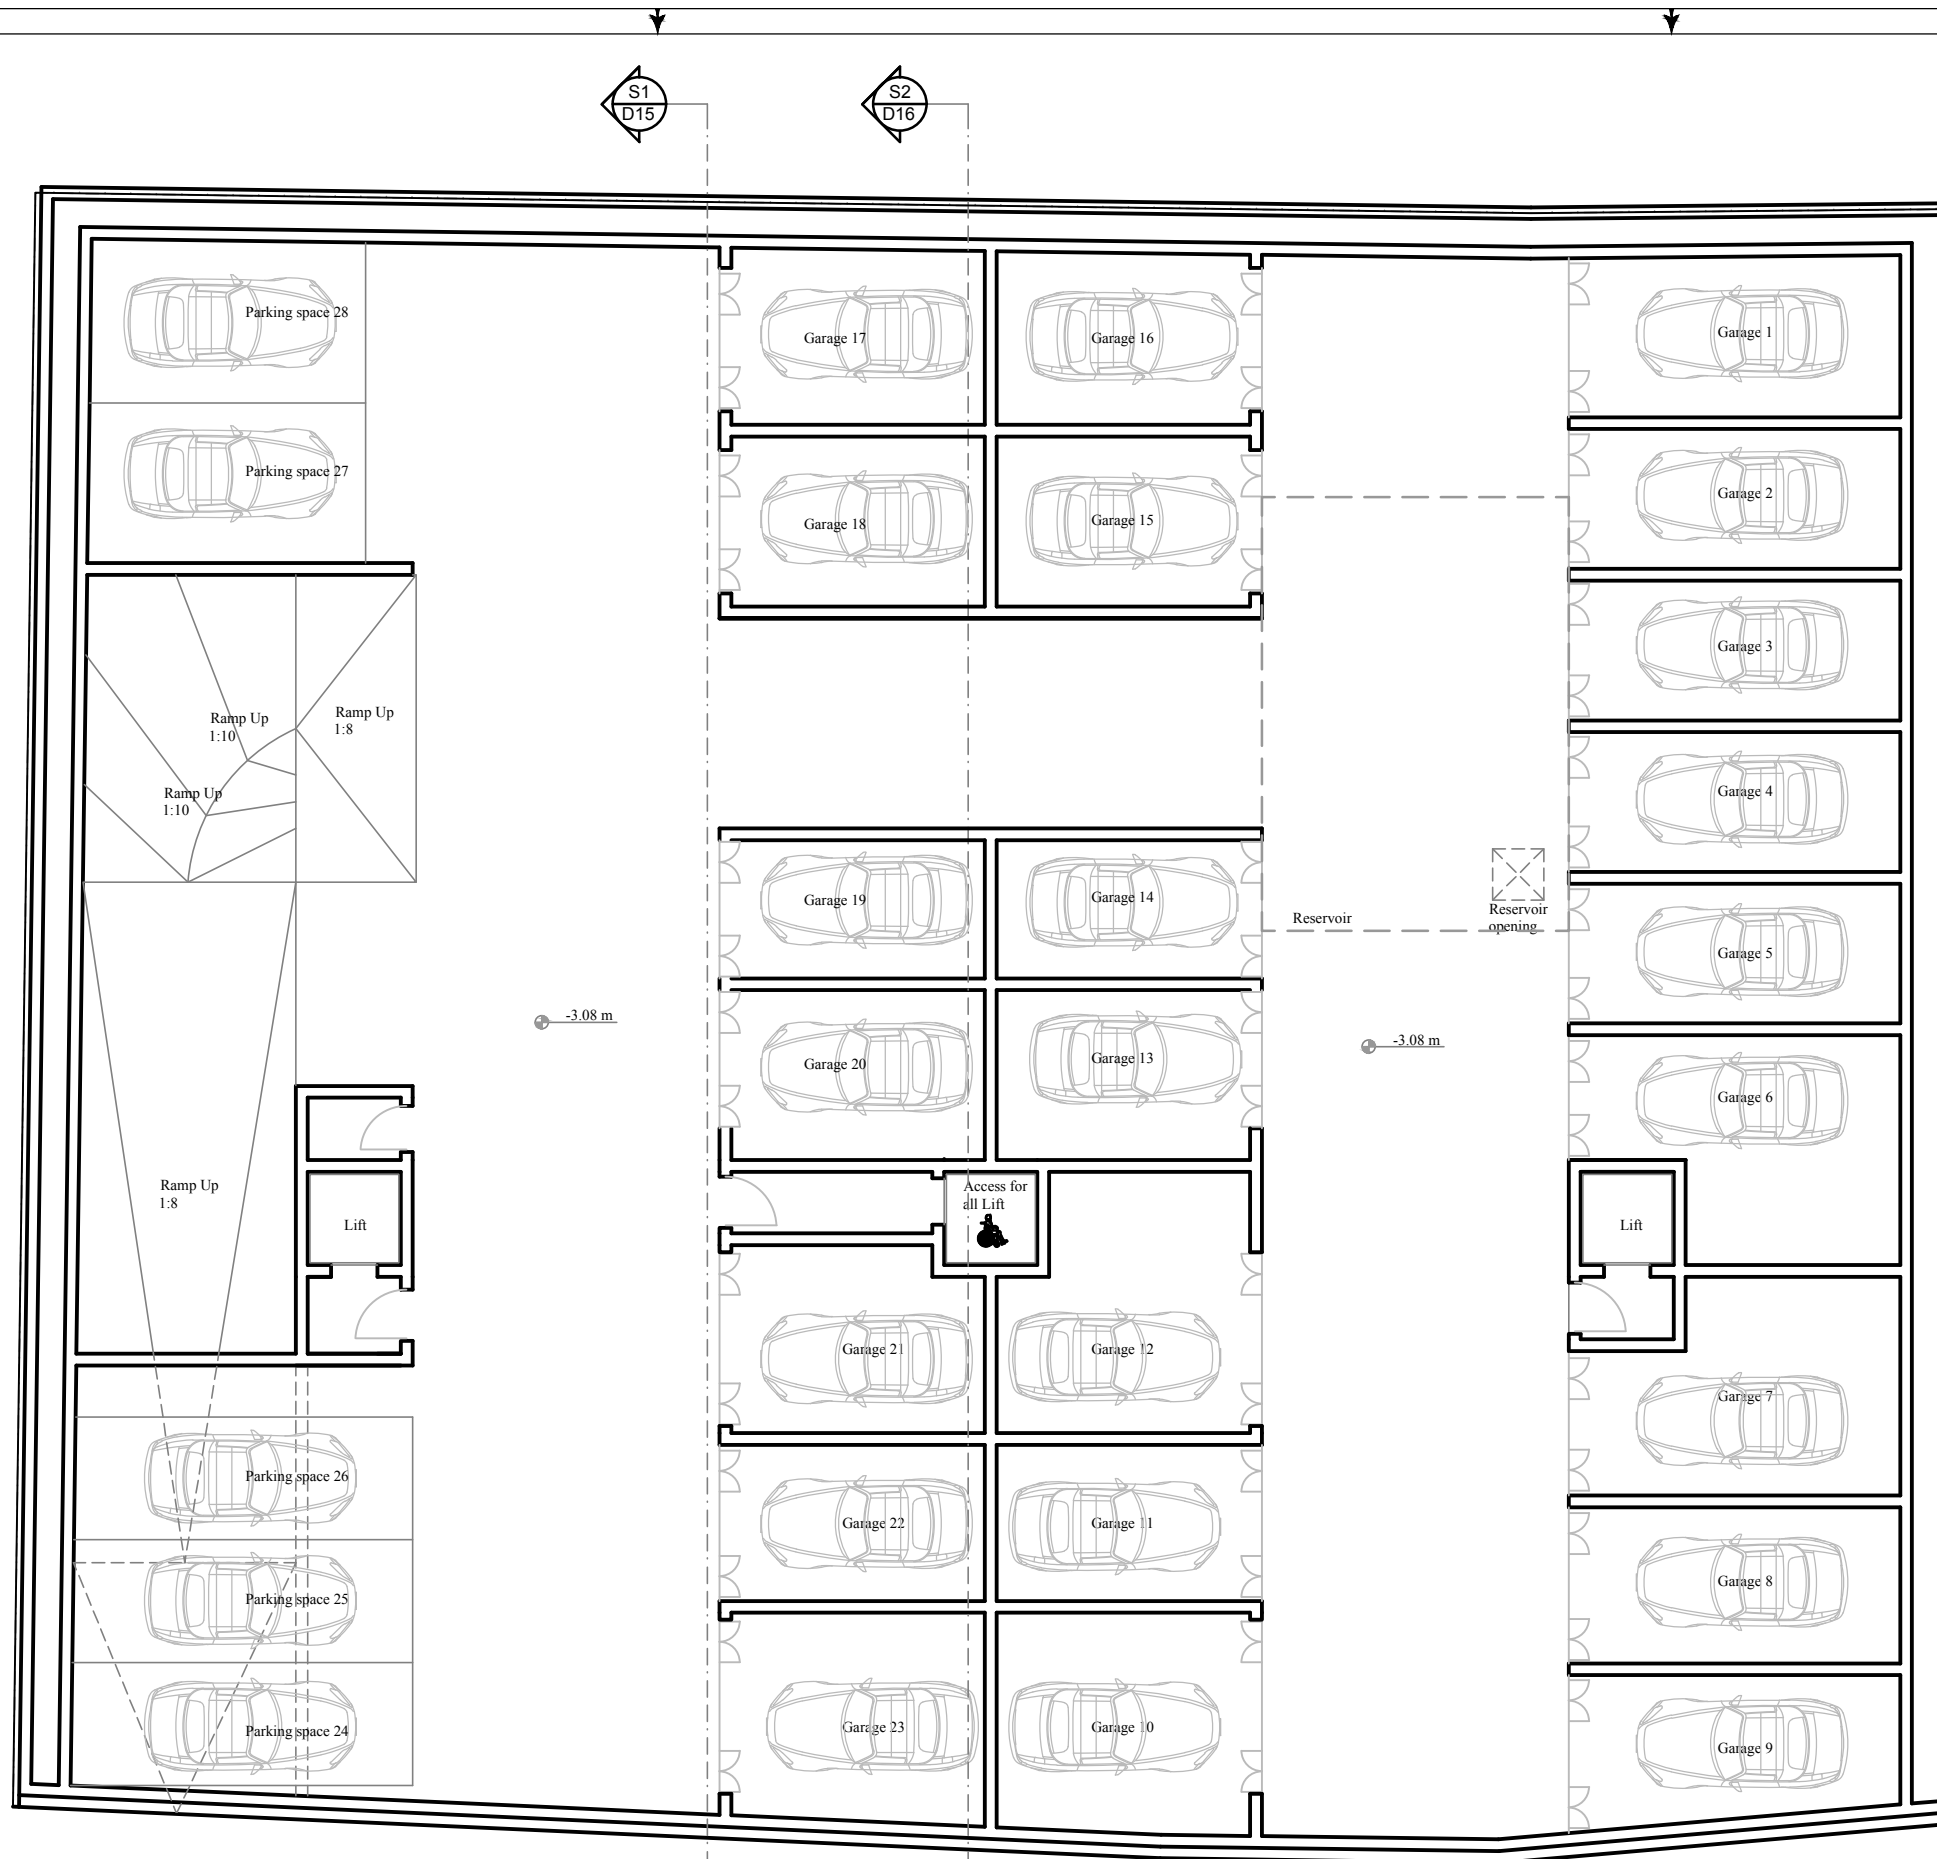 S1
D15
S2
D16
Parking space 28
Garage 17
Garage 16
Garage 1
Parking space 27
Garage 18
Garage 15
Garage 2
Garage 3
Ramp Up
1:10
Ramp Up
1:8
Ramp Up
1:10
Garage 4
Garage 19
Garage 14
Reservoir
Reservoir
opening
Garage 5
-3.08 m
-3.08 m
Garage 20
Garage 13
Garage 6
Ramp Up
1:8
Lift
Access for
all Lift
Lift
Garage 21
Garage 12
Garage 7
Parking space 26
Garage 22
Garage 11
Garage 8
Parking space 25
Parking space 24
Garage 23
Garage 10
Garage 9